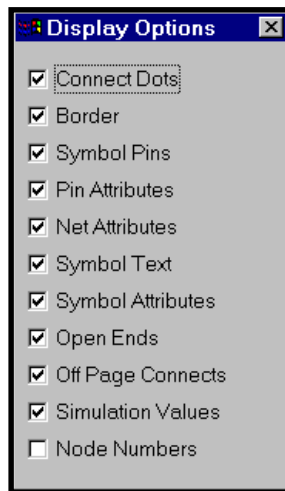 Display Options
Connect Dots
Border
Symbol Pins
Pin Attributes
Net Attributes
Symbol Text
Symbol Attributes
Open Ends
Off Page Connects
Simulation Values
Node Numbers